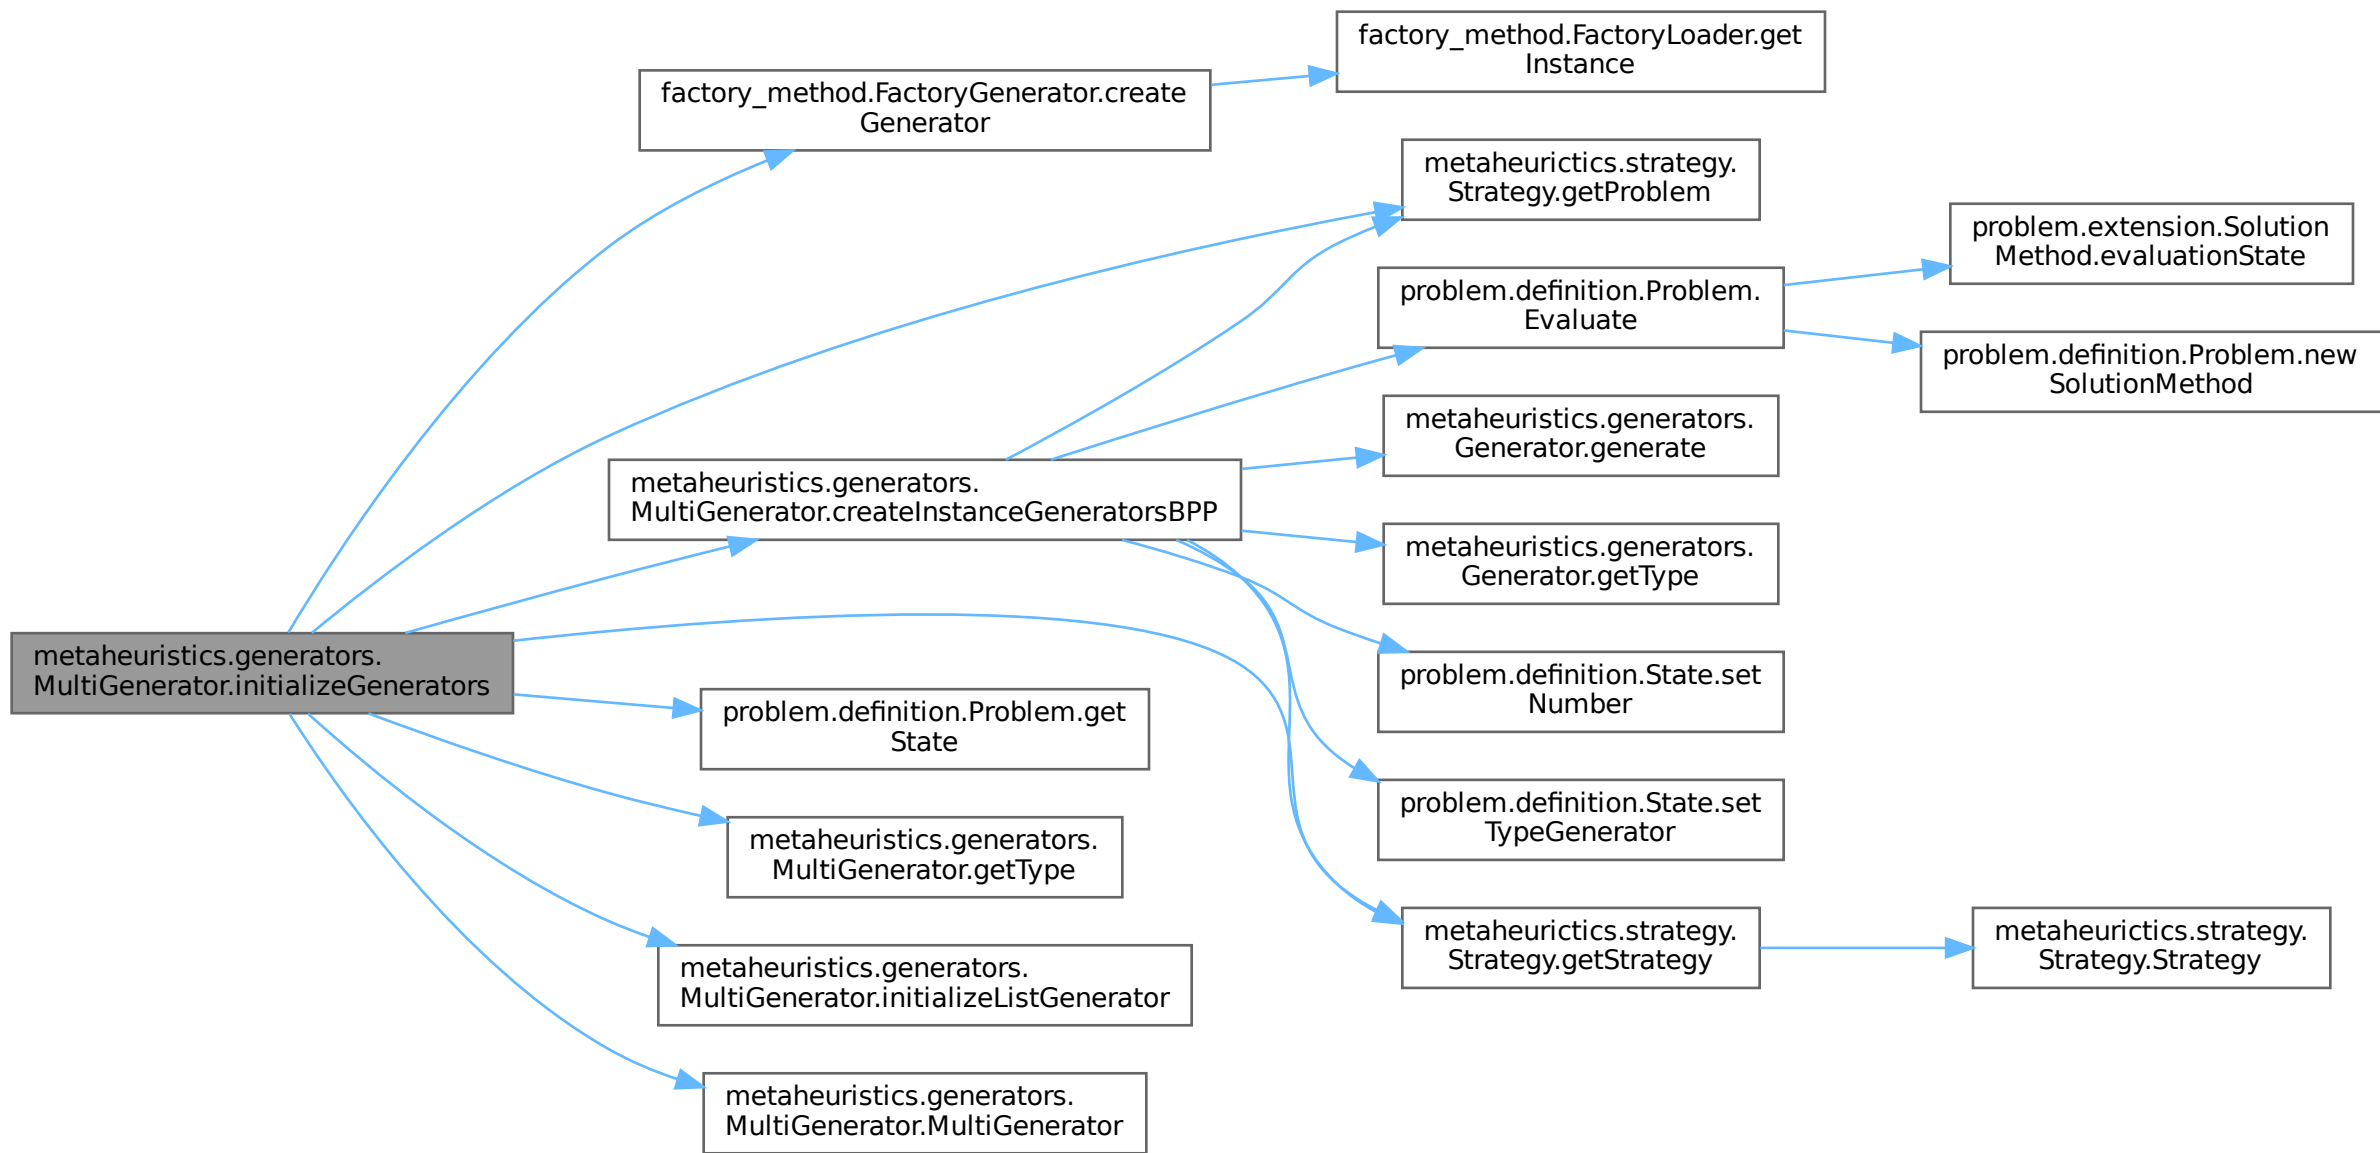 factory_method.FactoryLoader.get
Instance
factory_method.FactoryGenerator.create
Generator
metaheurictics.strategy.
Strategy.getProblem
problem.extension.Solution
Method.evaluationState
problem.definition.Problem.
Evaluate
problem.definition.Problem.new
SolutionMethod
metaheuristics.generators.
Generator.generate
metaheuristics.generators.
MultiGenerator.createInstanceGeneratorsBPP
metaheuristics.generators.
Generator.getType
metaheuristics.generators.
MultiGenerator.initializeGenerators
problem.definition.State.set
Number
problem.definition.Problem.get
State
problem.definition.State.set
TypeGenerator
metaheuristics.generators.
MultiGenerator.getType
metaheurictics.strategy.
Strategy.getStrategy
metaheurictics.strategy.
Strategy.Strategy
metaheuristics.generators.
MultiGenerator.initializeListGenerator
metaheuristics.generators.
MultiGenerator.MultiGenerator